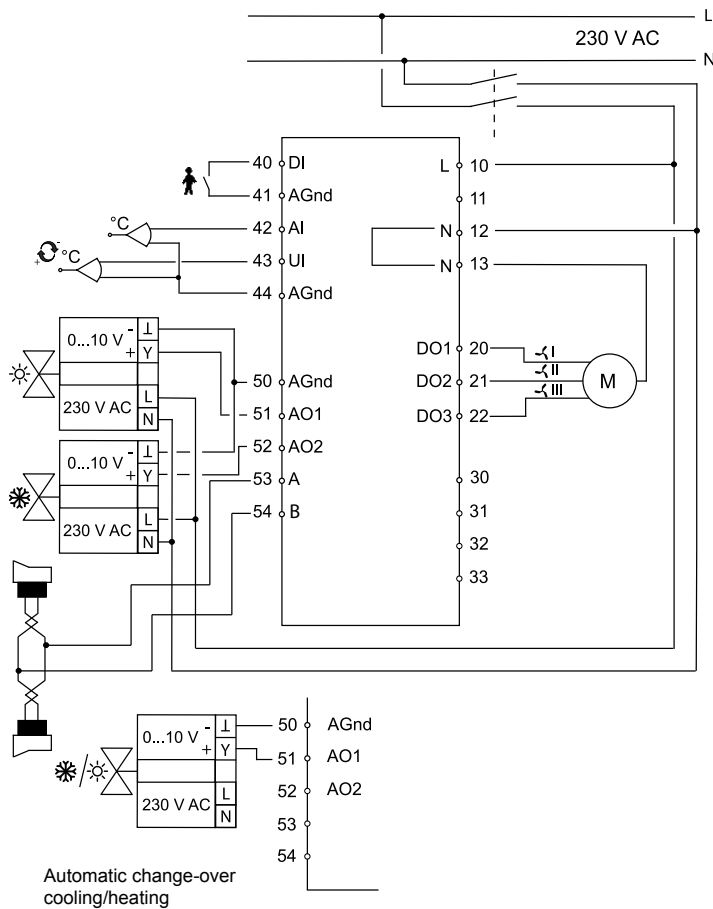 L
230 V AC
N
40 DI
41 AGnd
°C
42 AI
- + °C
43 UI
44 AGnd
L 10
11
N 12
N 13
0...10 V - ⊥
+ Y
230 V AC L
N
50 AGnd
51 AO1
0...10 V - ⊥
+ Y
230 V AC L
N
52 AO2
53 A
54 B
DO1 20 I
DO2 21 II
DO3 22 III
M
30
31
32
33
0...10 V - ⊥
+ Y
230 V AC L
N
50 AGnd
51 AO1
52 AO2
53
54
Automatic change-over
cooling/heating